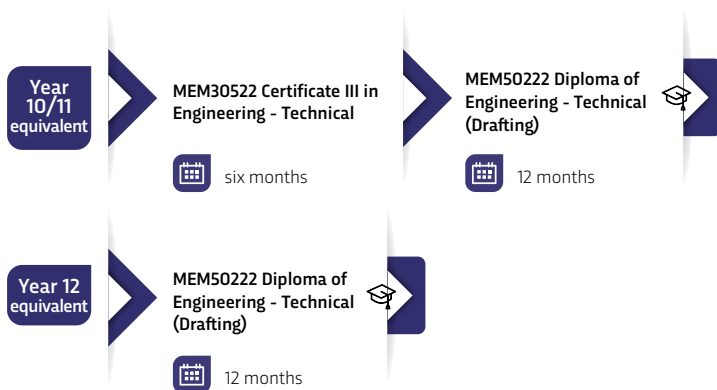 Year
10/11
equivalent
MEM30522 Certificate III in
Engineering - Technical
six months
MEM50222 Diploma of
Engineering - Technical
(Drafting)
12 months
Year 12
equivalent
MEM50222 Diploma of
Engineering - Technical
(Drafting)
12 months